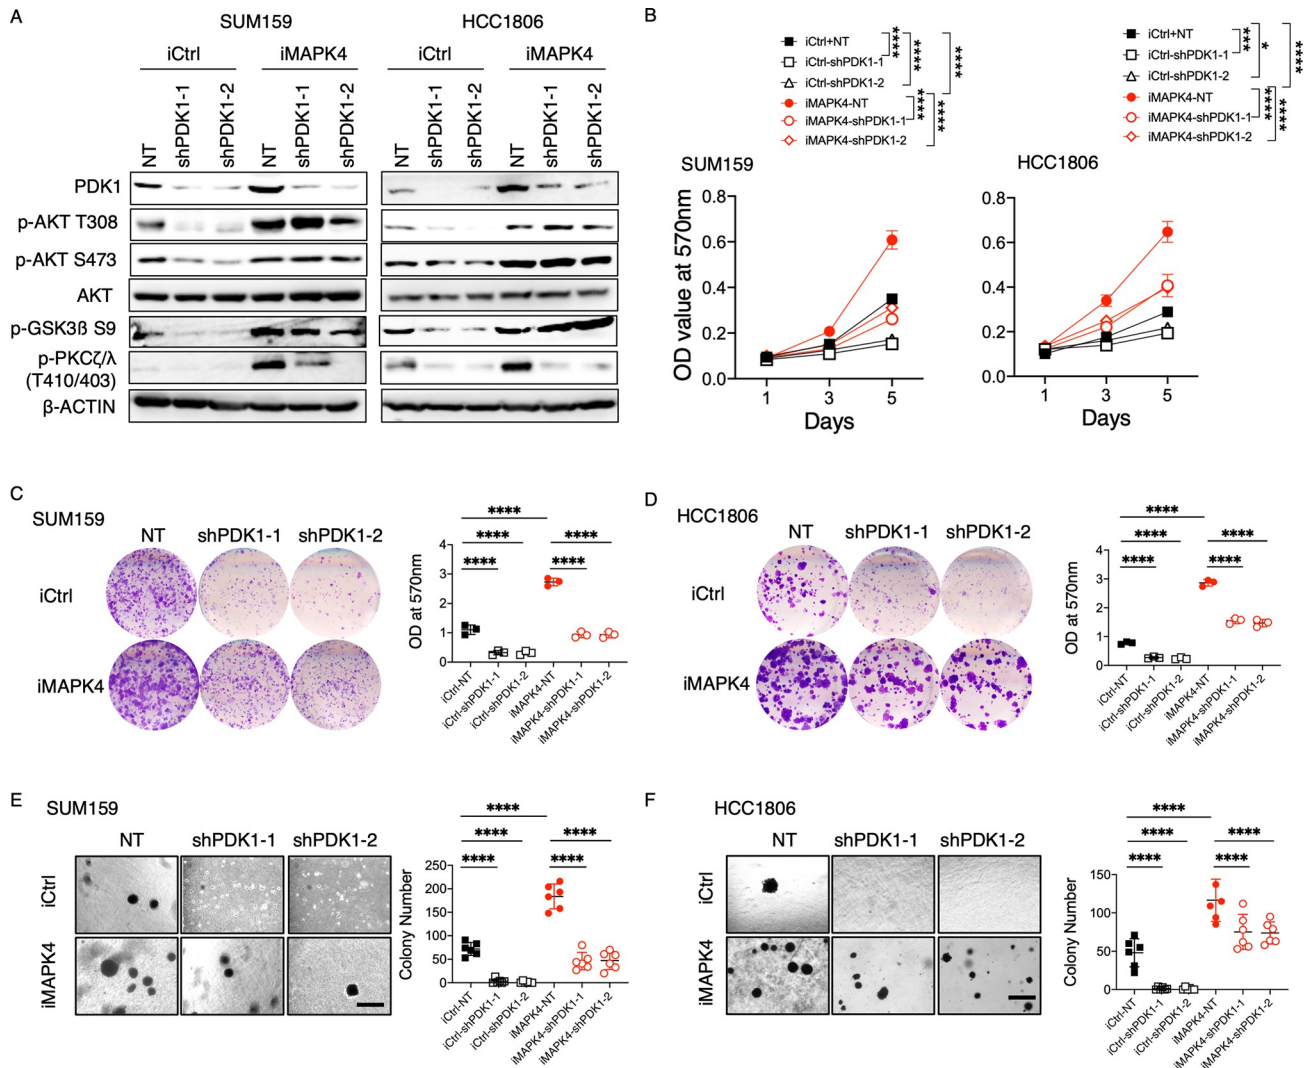 A
SUM159
HCC1806
iCtrl
iMAPK4
iCtrl
iMAPK4
NT
shPDK1-1
shPDK1-2
NT
shPDK1-1
shPDK1-2
NT
shPDK1-1
shPDK1-2
NT
shPDK1-1
shPDK1-2
PDK1
p-AKT T308
p-AKT S473
AKT
p-GSK3ß S9
p-PKCζ/λ
(T410/403)
β-ACTIN
B
iCtrl+NT
iCtrl-shPDK1-1
iCtrl-shPDK1-2
iMAPK4-NT
iMAPK4-shPDK1-1
iMAPK4-shPDK1-2
****
****
****
****
****
SUM159
OD value at 570nm
0.8
0.6
0.4
0.2
0.0
1 3 5
Days
iCtrl+NT
iCtrl-shPDK1-1
iCtrl-shPDK1-2
iMAPK4-NT
iMAPK4-shPDK1-1
iMAPK4-shPDK1-2
***
*
****
****
****
HCC1806
0.8
0.6
0.4
0.2
0.0
1 3 5
Days
C
SUM159
NT shPDK1-1 shPDK1-2
iCtrl
iMAPK4
****
**** ****
**** ****
OD at 570nm
4
3
2
1
0
iCtrl-NT
iCtrl-shPDK1-1
iCtrl-shPDK1-2
iMAPK4-NT
iMAPK4-shPDK1-1
iMAPK4-shPDK1-2
D
HCC1806
NT shPDK1-1 shPDK1-2
iCtrl
iMAPK4
****
**** ****
**** ****
OD at 570nm
4
3
2
1
0
iCtrl-NT
iCtrl-shPDK1-1
iCtrl-shPDK1-2
iMAPK4-NT
iMAPK4-shPDK1-1
iMAPK4-shPDK1-2
E
SUM159
NT shPDK1-1 shPDK1-2
iCtrl
iMAPK4
****
**** ****
**** ****
Colony Number
250
200
150
100
50
0
iCtrl-NT
iCtrl-shPDK1-1
iCtrl-shPDK1-2
iMAPK4-NT
iMAPK4-shPDK1-1
iMAPK4-shPDK1-2
F
HCC1806
NT shPDK1-1 shPDK1-2
iCtrl
iMAPK4
****
**** ****
**** ****
Colony Number
150
100
50
0
iCtrl-NT
iCtrl-shPDK1-1
iCtrl-shPDK1-2
iMAPK4-NT
iMAPK4-shPDK1-1
iMAPK4-shPDK1-2